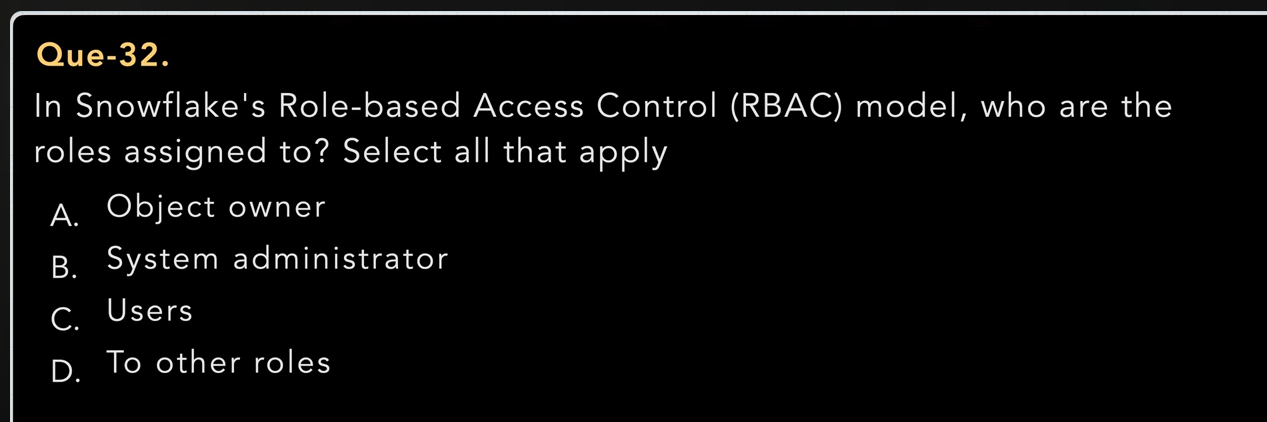 Que-32.
In Snowflake's Role-based Access Control (RBAC) model, who are the
roles assigned to? Select all that apply
A. Object owner
B. System administrator
C. Users
D. To other roles